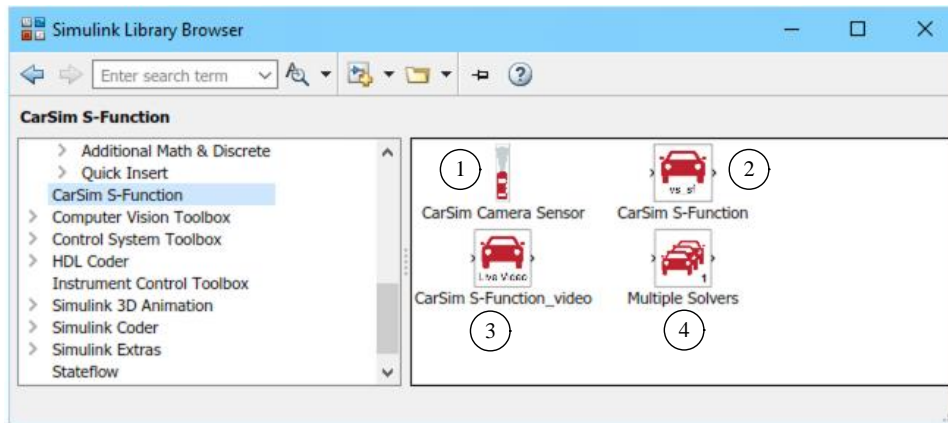 Simulink Library Browser
Enter search term
CarSim S-Function
Additional Math & Discrete
Quick Insert
CarSim S-Function
Computer Vision Toolbox
Control System Toolbox
HDL Coder
Instrument Control Toolbox
Simulink 3D Animation
Simulink Coder
Simulink Extras
Stateflow
1
CarSim Camera Sensor
vs_sf
2
CarSim S-Function
Live Video
CarSim S-Function_video
3
1
Multiple Solvers
4